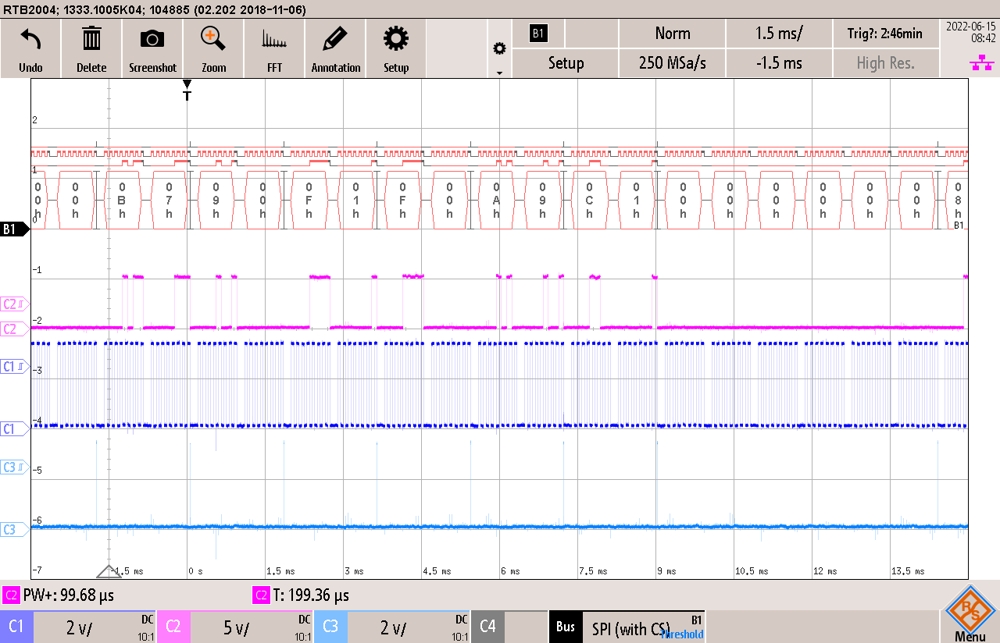 RTB2004; 1333.1005K04; 104885 (02.202 2018-11-06)
Undo
Delete
Screenshot
Zoom
FFT
Annotation
Setup
B1
Setup
Norm
250 MSa/s
1.5 ms/
-1.5 ms
Trig?: 2:46min
High Res.
2022-06-15
08:42
T
2
1
0
-1
-2
-3
-4
-5
-6
-7
00h 00h 0Bh 07h 09h 00h 0Fh 01h 0Fh 00h 0Ah 09h 0Ch 01h 00h 00h 00h 00h 00h 00h 08h
B1
B1
C2
C2
C1
C1
C3
C3
-1.5 ms 0 s 1.5 ms 3 ms 4.5 ms 6 ms 7.5 ms 9 ms 10.5 ms 12 ms 13.5 ms
C2 PW+: 99.68 µs
C2 T: 199.36 µs
C1 2 v/ DC 10:1
C2 5 v/ DC 10:1
C3 2 v/ DC 10:1
C4
Bus SPI (with CS) B1
Threshold
R S
Menu